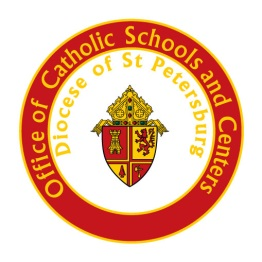 Office of Catholic Schools and Centers
Diocese of St Petersburg